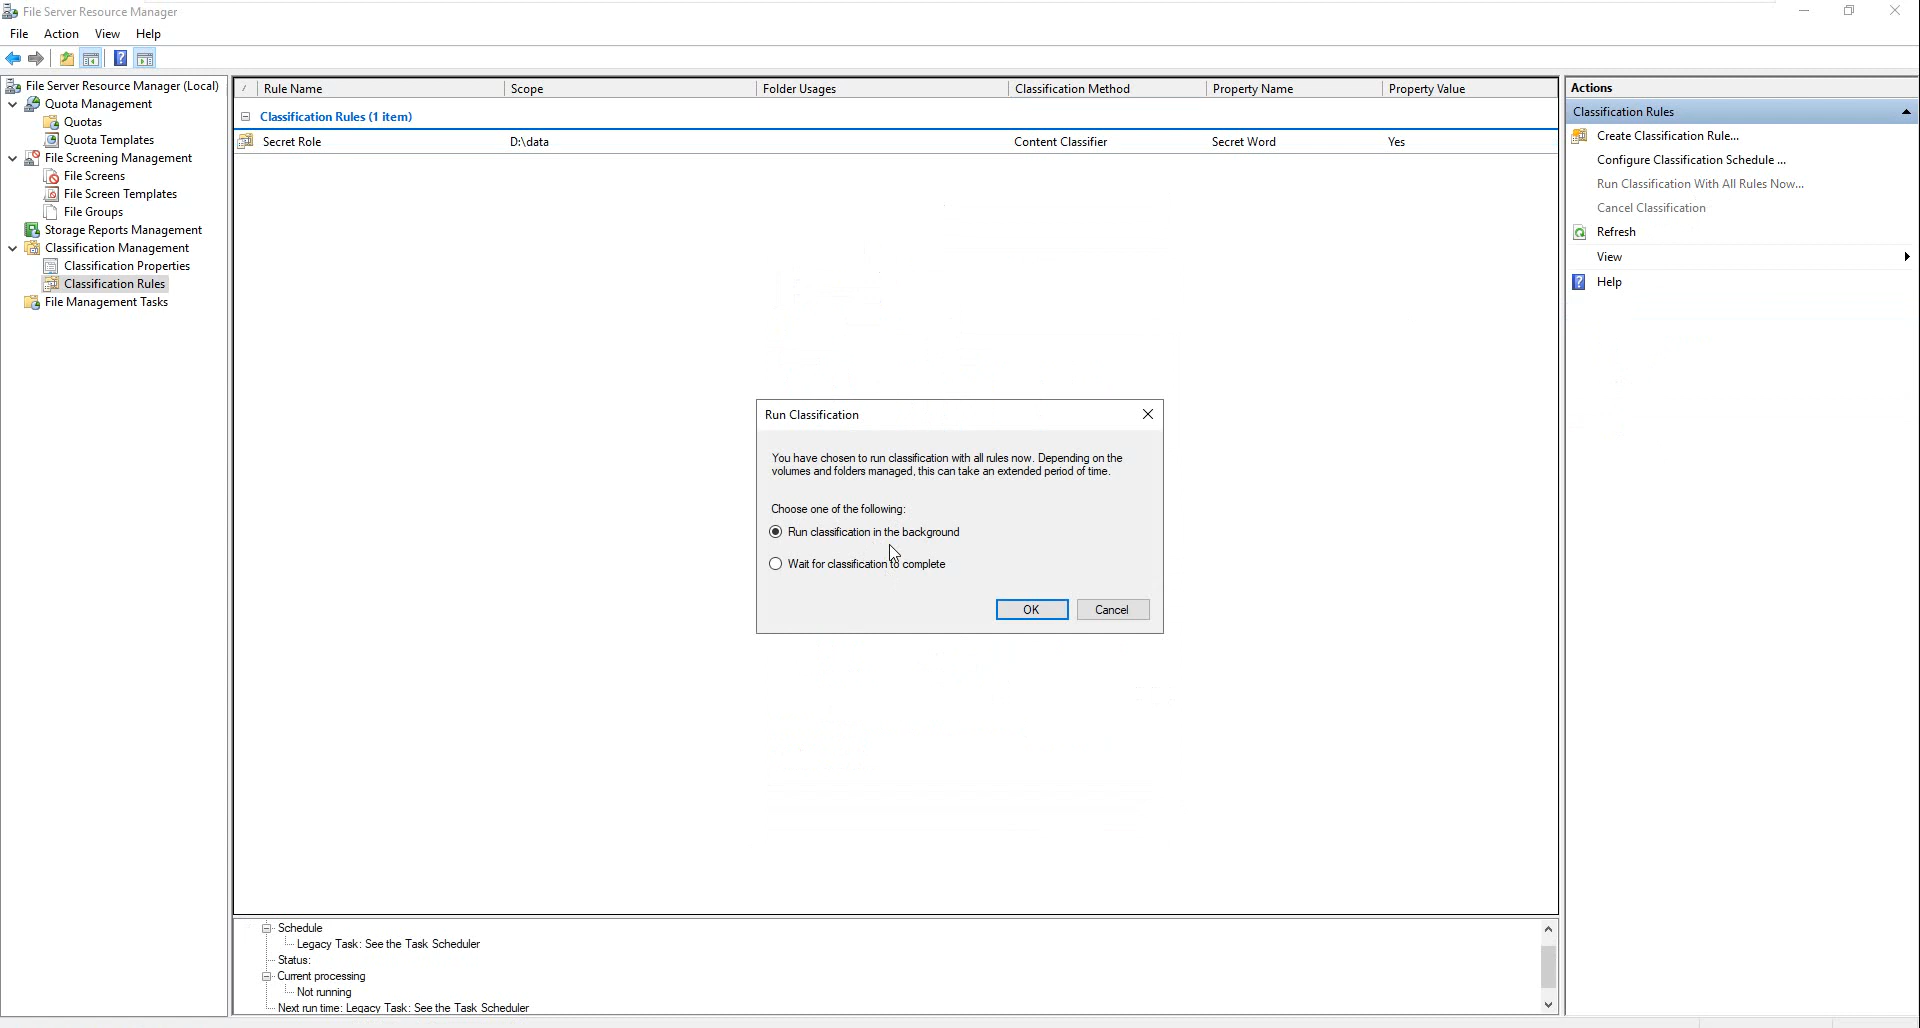 File Server Resource Manager
File Action View Help
File Server Resource Manager (Local)
Quota Management
Quotas
Quota Templates
File Screening Management
File Screens
File Screen Templates
File Groups
Storage Reports Management
Classification Management
Classification Properties
Classification Rules
File Management Tasks
Rule Name Scope Folder Usages Classification Method Property Name Property Value
Classification Rules (1 item)
Secret Role D:\data Content Classifier Secret Word Yes
Run Classification
You have chosen to run classification with all rules now. Depending on the
volumes and folders managed, this can take an extended period of time.
Choose one of the following:
Run classification in the background
Wait for classification to complete
OK Cancel
Schedule
Legacy Task: See the Task Scheduler
Status:
Current processing
Not running
Next run time: Legacy Task: See the Task Scheduler
Actions
Classification Rules
Create Classification Rule...
Configure Classification Schedule ...
Run Classification With All Rules Now...
Cancel Classification
Refresh
View
Help